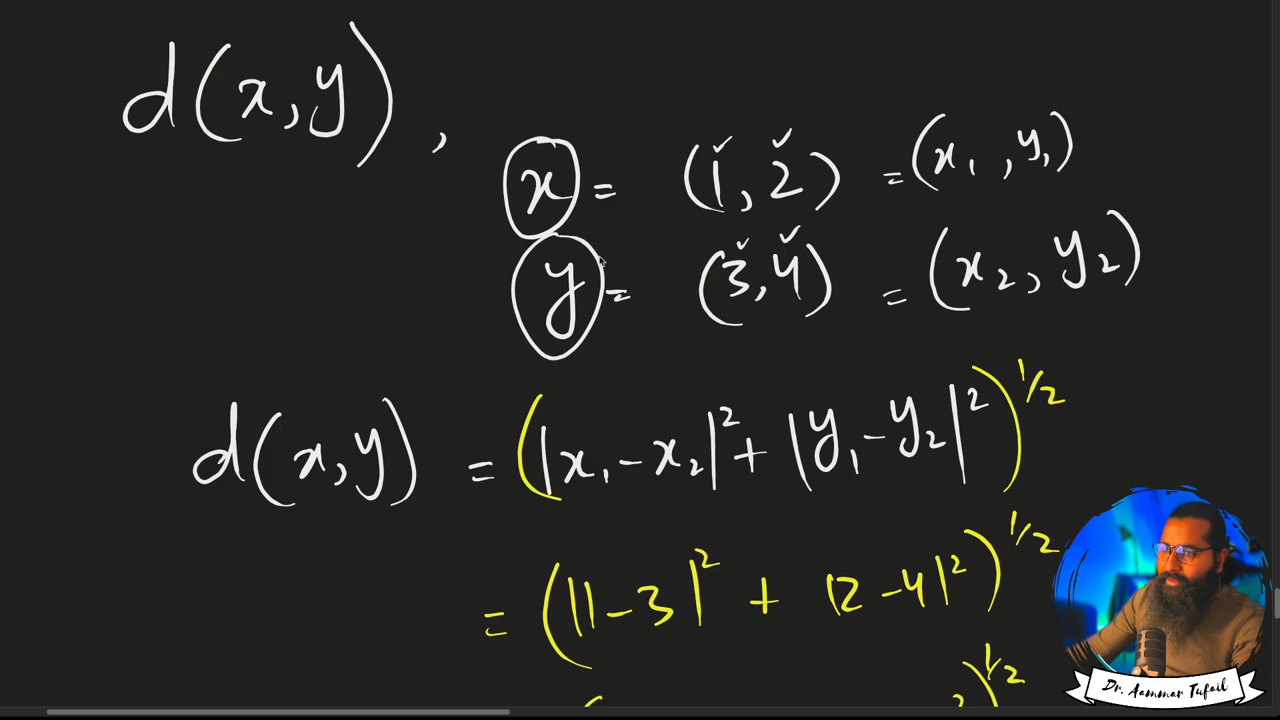 d(x,y),
x = (1, 2) = (x₁, y₁)
y = (3, 4) = (x₂, y₂)
d(x,y) = (|x₁ - x₂|² + |y₁ - y₂|²)^1/2
= (|1 - 3|² + |2 - 4|²)^1/2
Dr. Aammar Tufail